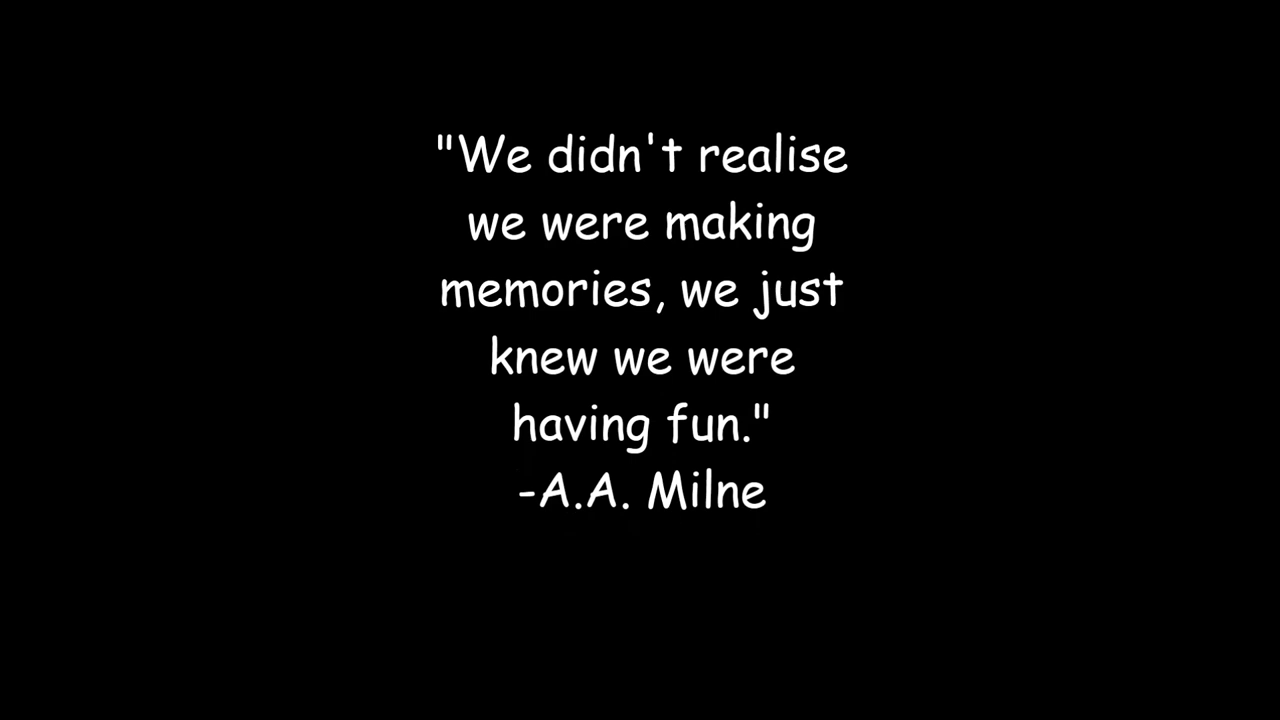 "We didn't realise
we were making
memories, we just
knew we were
having fun."
-A.A. Milne